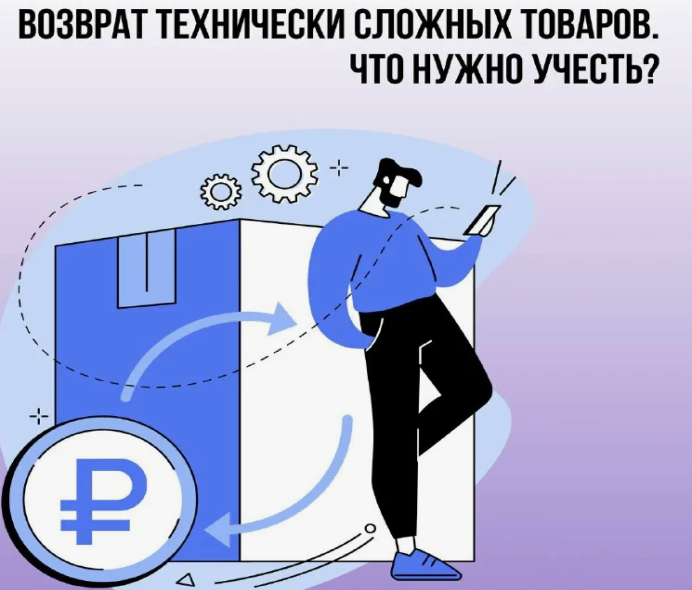 ВОЗВРАТ ТЕХНИЧЕСКИ СЛОЖНЫХ ТОВАРОВ.
ЧТО НУЖНО УЧЕСТЬ?
₽